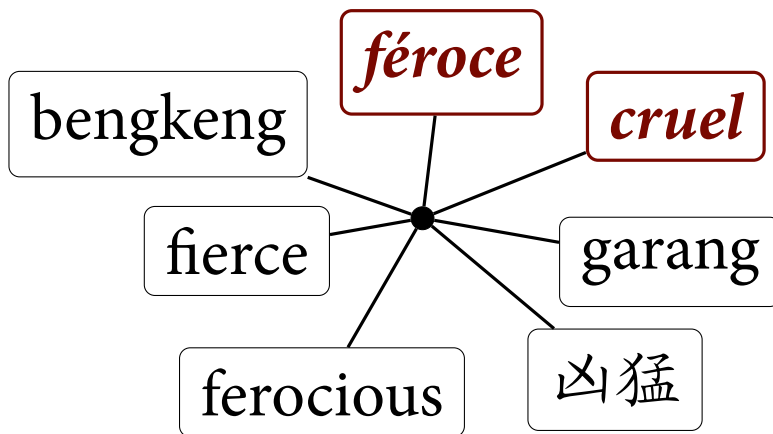 féroce
cruel
bengkeng
fierce
garang
ferocious
凶猛